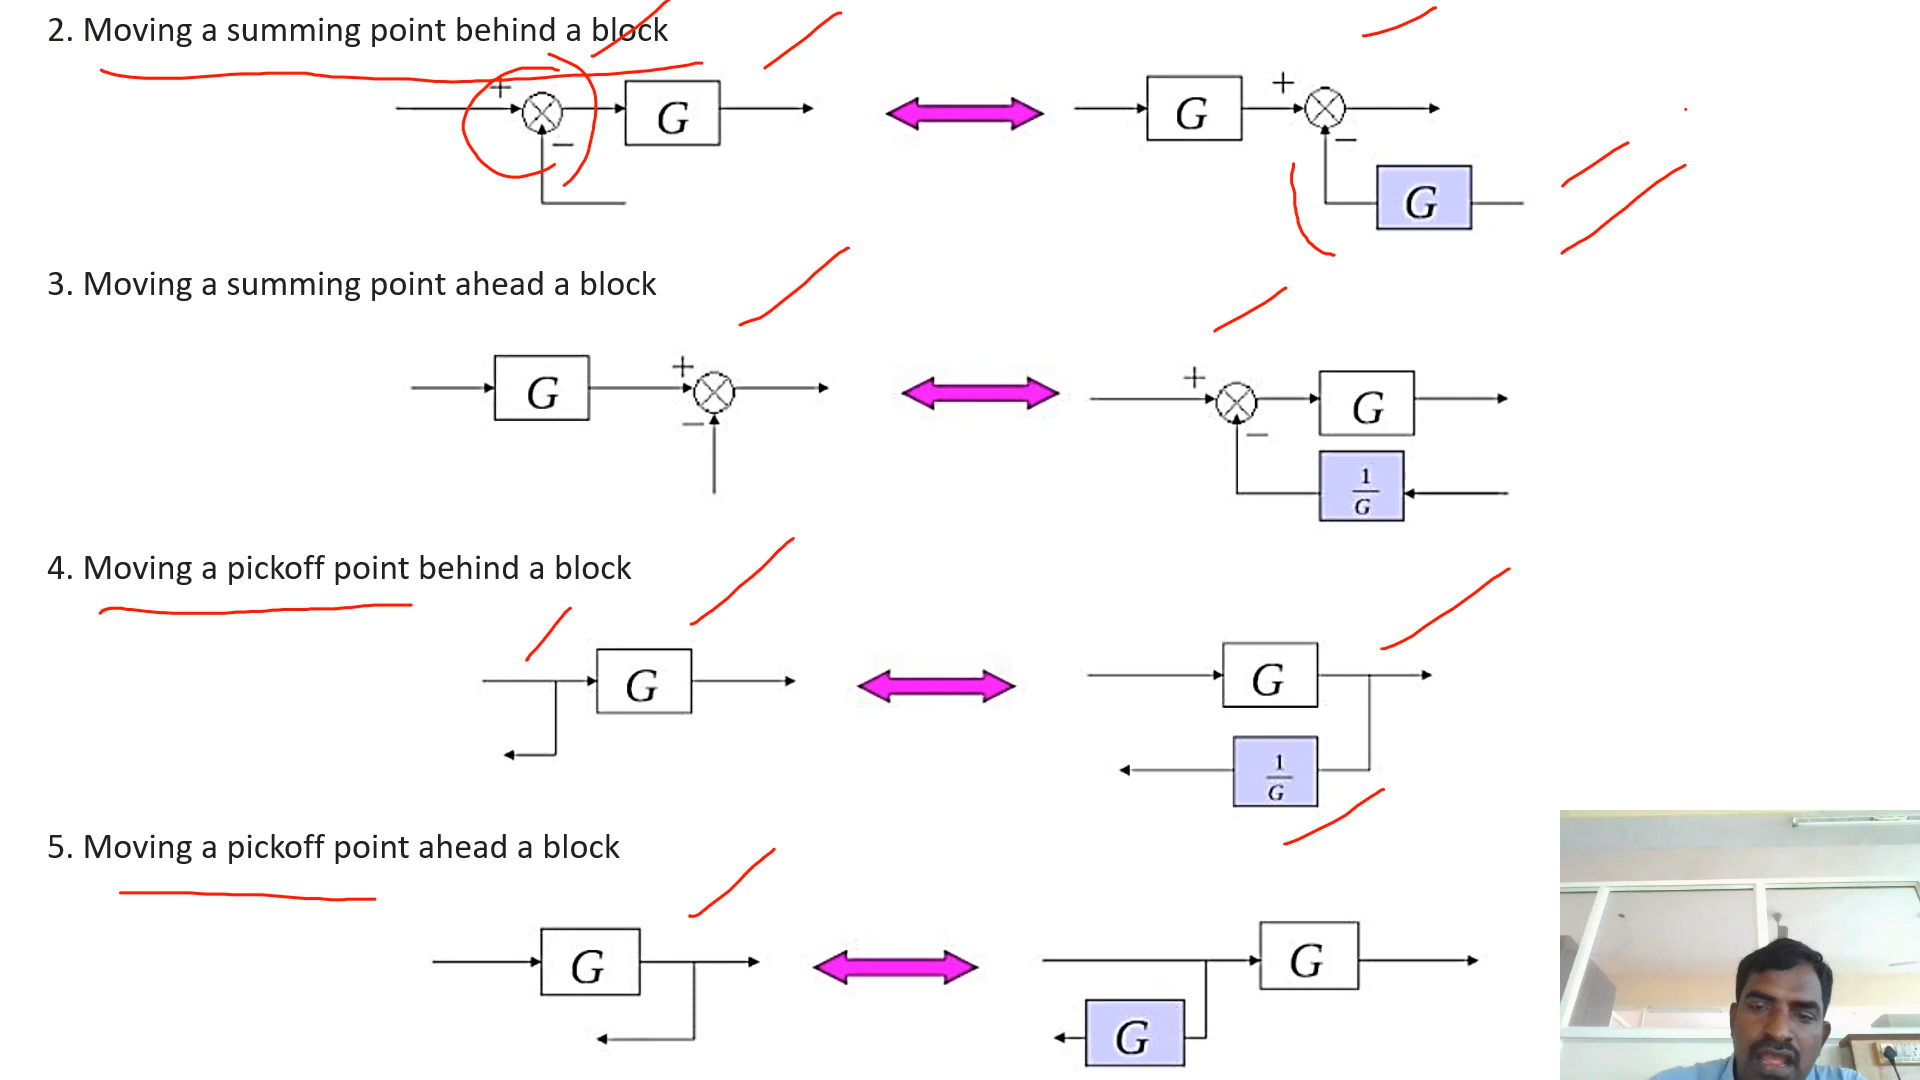 2. Moving a summing point behind a block
+ G + G
− −
G
3. Moving a summing point ahead a block
G + + G
− −
1/G
4. Moving a pickoff point behind a block
G G
1/G
5. Moving a pickoff point ahead a block
G G
G